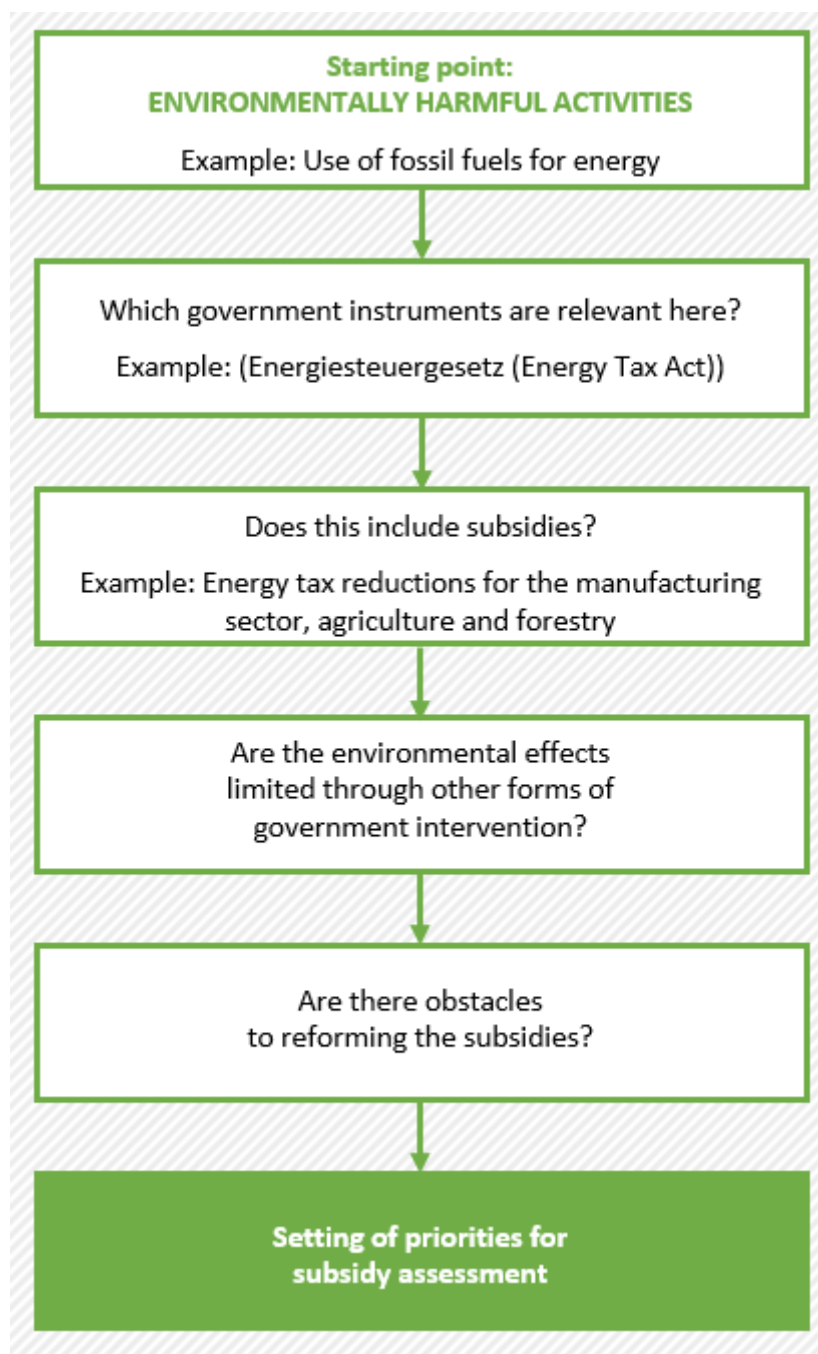 Starting point:
ENVIRONMENTALLY HARMFUL ACTIVITIES
Example: Use of fossil fuels for energy
Which government instruments are relevant here?
Example: (Energiesteuergesetz (Energy Tax Act))
Does this include subsidies?
Example: Energy tax reductions for the manufacturing
sector, agriculture and forestry
Are the environmental effects
limited through other forms of
government intervention?
Are there obstacles
to reforming the subsidies?
Setting of priorities for
subsidy assessment